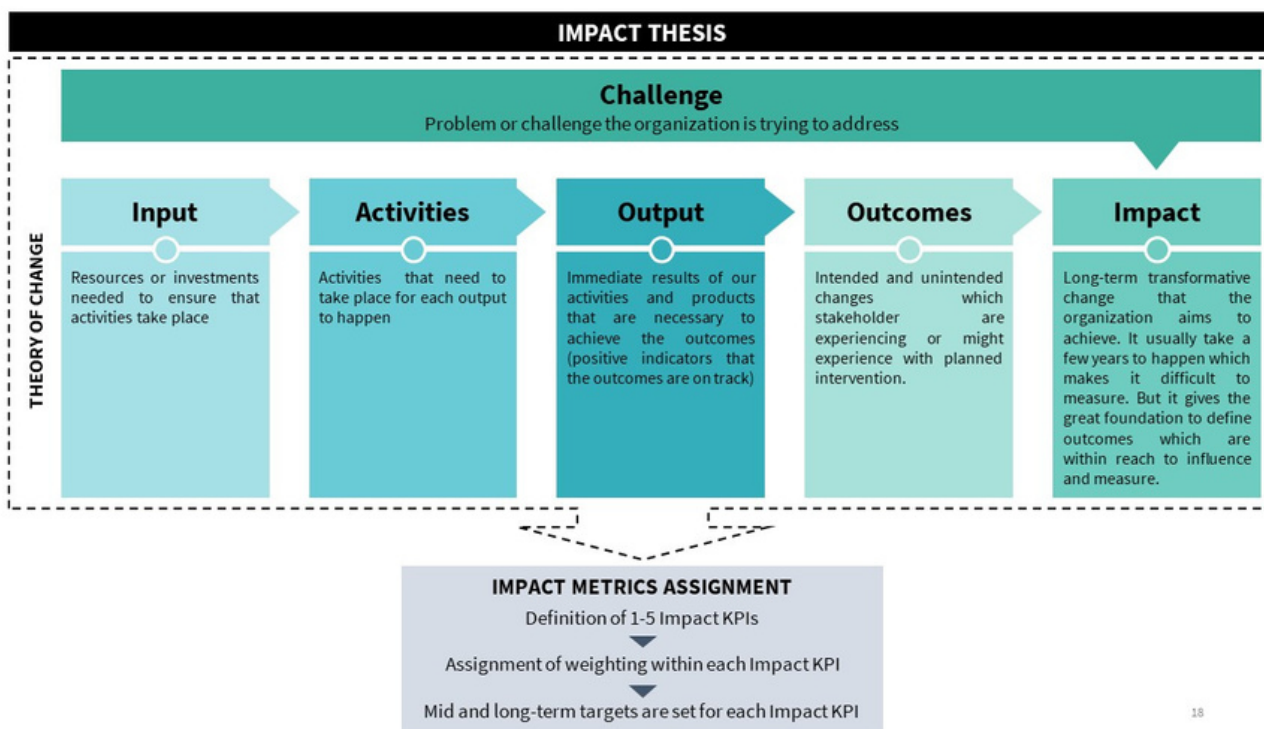 IMPACT THESIS
Challenge
Problem or challenge the organization is trying to address
THEORY OF CHANGE
Input
Resources or investments
needed to ensure that
activities take place
Activities
Activities that need to
take place for each output
to happen
Output
Immediate results of our
activities and products
that are necessary to
achieve the outcomes
(positive indicators that
the outcomes are on track)
Outcomes
Intended and unintended
changes which
stakeholder are
experiencing or might
experience with planned
intervention.
Impact
Long-term transformative
change that the
organization aims to
achieve. It usually take a
few years to happen which
makes it difficult to
measure. But it gives the
great foundation to define
outcomes which are
within reach to influence
and measure.
IMPACT METRICS ASSIGNMENT
Definition of 1-5 Impact KPIs
Assignment of weighting within each Impact KPI
Mid and long-term targets are set for each Impact KPI
18